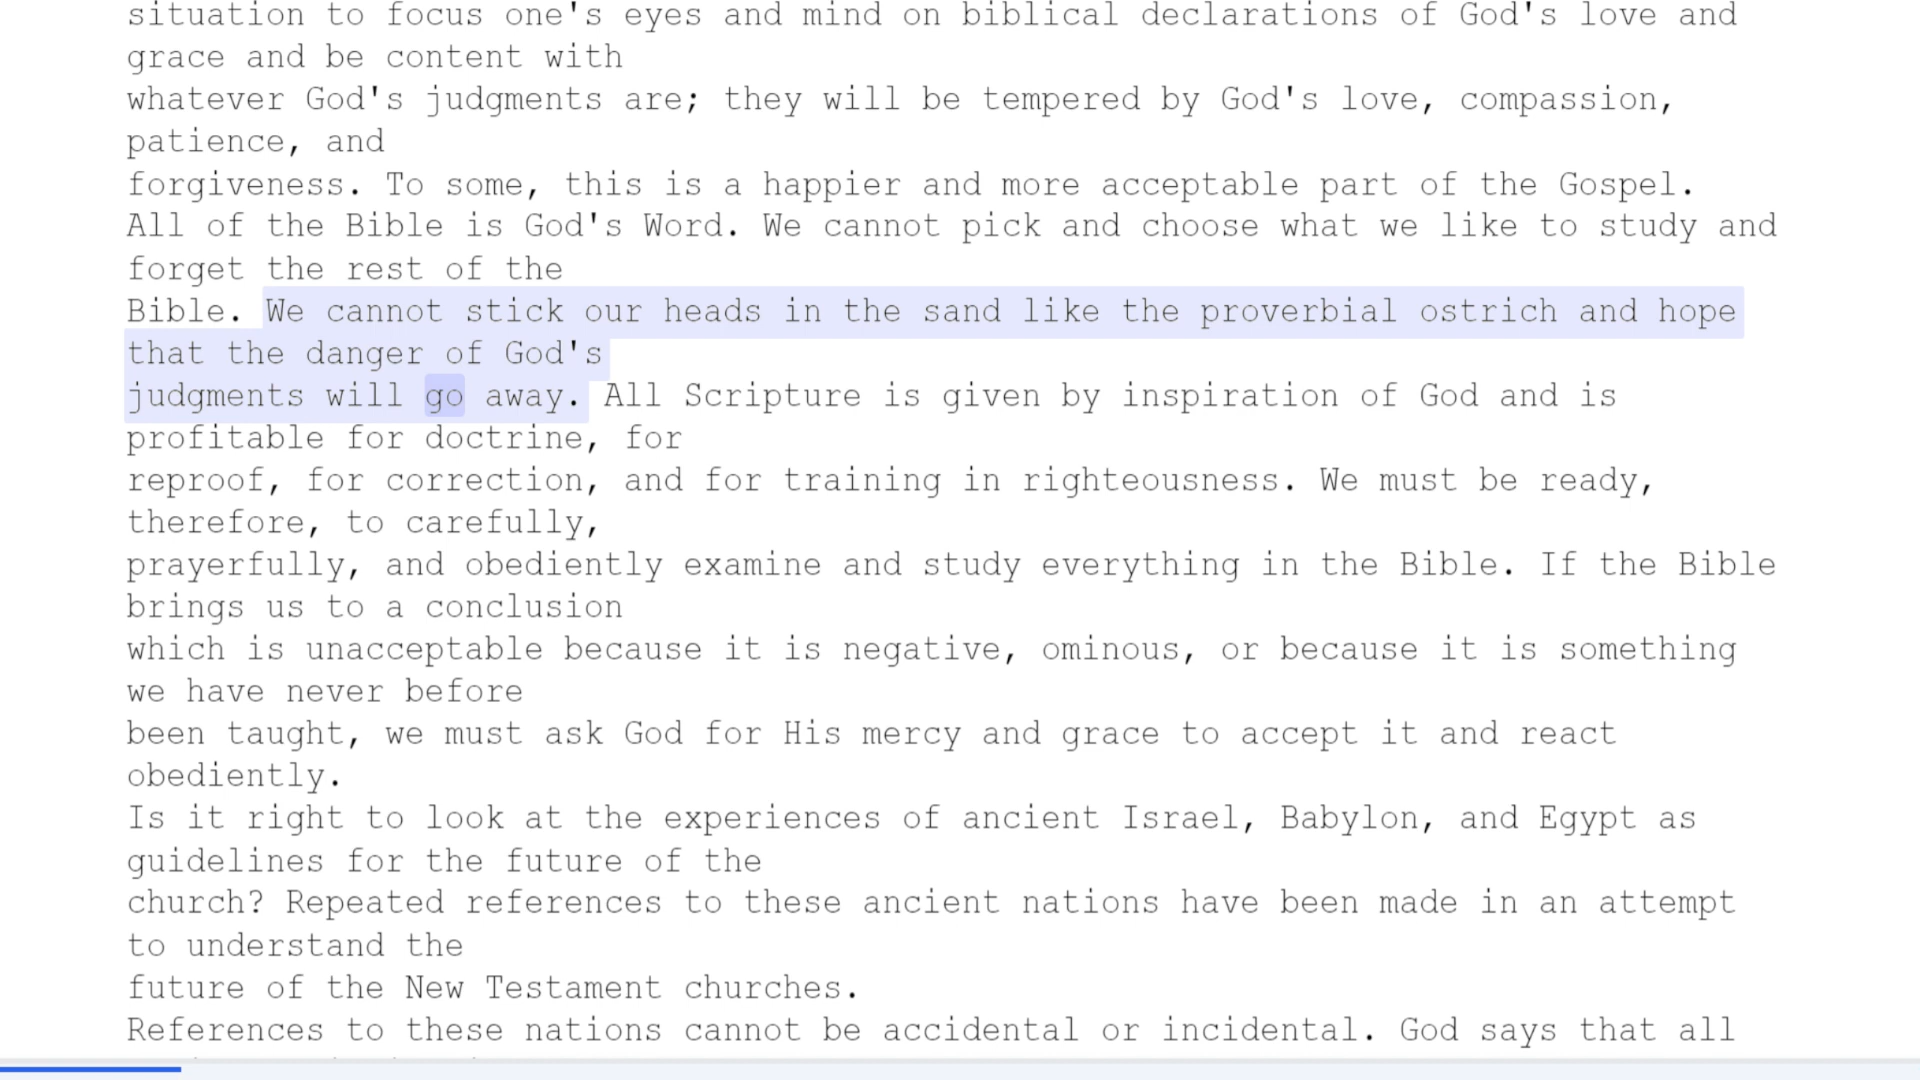 situation to focus one's eyes and mind on biblical declarations of God's love and
grace and be content with
whatever God's judgments are; they will be tempered by God's love, compassion,
patience, and
forgiveness. To some, this is a happier and more acceptable part of the Gospel.
All of the Bible is God's Word. We cannot pick and choose what we like to study and
forget the rest of the
Bible. We cannot stick our heads in the sand like the proverbial ostrich and hope
that the danger of God's
judgments will go away. All Scripture is given by inspiration of God and is
profitable for doctrine, for
reproof, for correction, and for training in righteousness. We must be ready,
therefore, to carefully,
prayerfully, and obediently examine and study everything in the Bible. If the Bible
brings us to a conclusion
which is unacceptable because it is negative, ominous, or because it is something
we have never before
been taught, we must ask God for His mercy and grace to accept it and react
obediently.
Is it right to look at the experiences of ancient Israel, Babylon, and Egypt as
guidelines for the future of the
church? Repeated references to these ancient nations have been made in an attempt
to understand the
future of the New Testament churches.
References to these nations cannot be accidental or incidental. God says that all